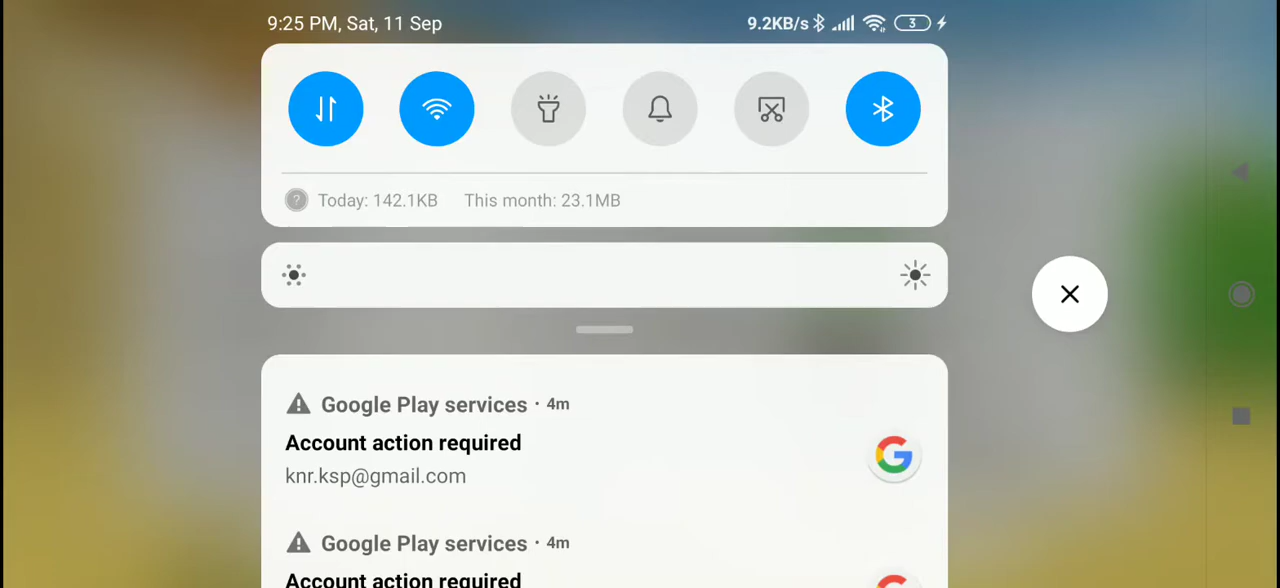 9:25 PM, Sat, 11 Sep
9.2KB/s 3
Today: 142.1KB This month: 23.1MB
Google Play services · 4m
Account action required
knr.ksp@gmail.com
Google Play services · 4m
Account action required